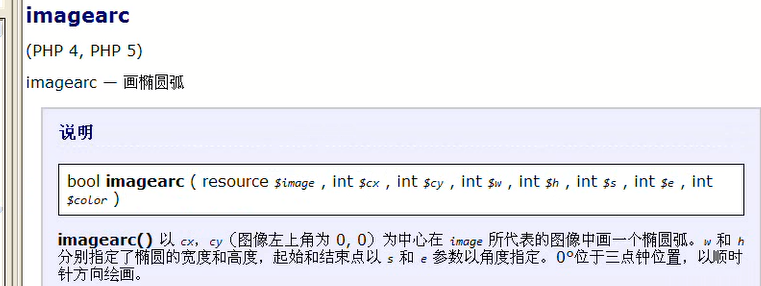 imagearc
(PHP 4, PHP 5)
imagearc — 画椭圆弧
说明
bool imagearc ( resource $image , int $cx , int $cy , int $w , int $h , int $s , int $e , int
$color )
imagearc() 以 cx，cy（图像左上角为 0, 0）为中心在 image 所代表的图像中画一个椭圆弧。w 和 h
分别指定了椭圆的宽度和高度，起始和结束点以 s 和 e 参数以角度指定。0°位于三点钟位置，以顺时
针方向绘画。